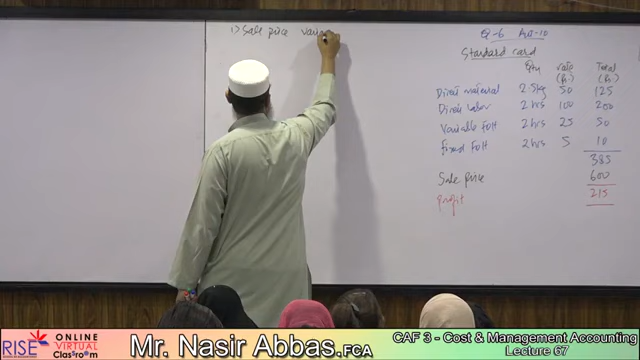 1) Sale price Varia
Q-6 Aut-10
Standard card
Qty rate Total
(Rs.) (Rs.)
Direct material 2.5kg 50 125
Direct Labor 2 hrs 100 200
Variable FOH 2 hrs 25 50
Fixed FOH 2 hrs 5 10
385
Sale price 600
profit 215
RISE ONLINE VIRTUAL Classroom
Mr. Nasir Abbas.FCA
CAF 3 - Cost & Management Accounting
Lecture 67